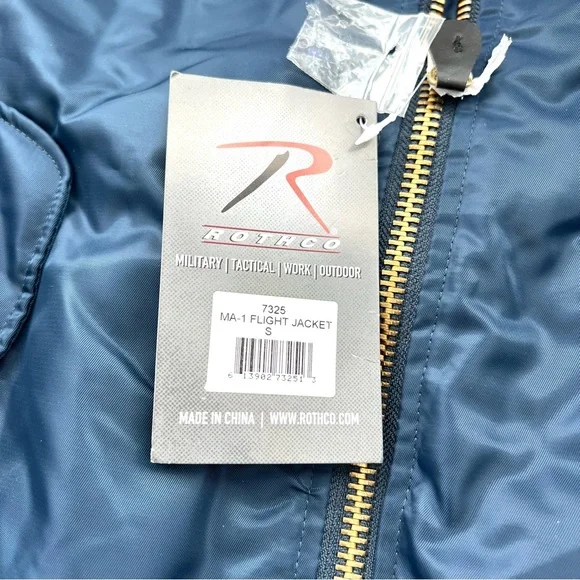 ROTHCO
MILITARY | TACTICAL | WORK | OUTDOOR
7325
MA-1 FLIGHT JACKET
S
6 13902 73251 3
MADE IN CHINA | WWW.ROTHCO.COM